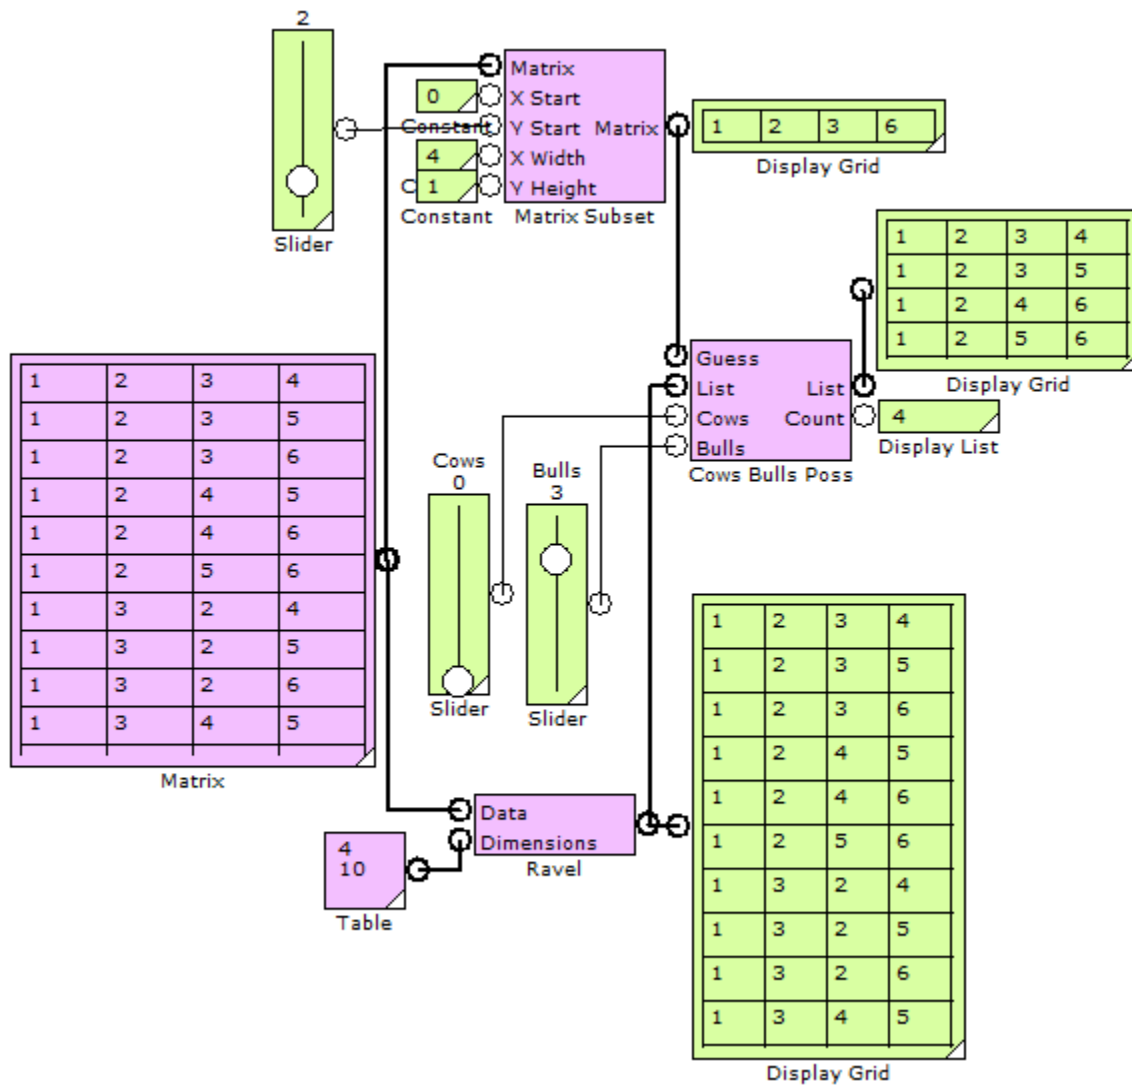 2
Slider
Matrix
X Start
Y Start
X Width
Y Height
Matrix
Matrix Subset
0
Constant
4
C
1
Constant
1 2 3 6
Display Grid
1 2 3 4
1 2 3 5
1 2 4 6
1 2 5 6
Display Grid
Guess
List
Cows
Bulls
List
Count
Cows Bulls Poss
4
Display List
1 2 3 4
1 2 3 5
1 2 3 6
1 2 4 5
1 2 4 6
1 2 5 6
1 3 2 4
1 3 2 5
1 3 2 6
1 3 4 5
Matrix
Cows
0
Slider
Bulls
3
Slider
4
10
Table
Data
Dimensions
Ravel
1 2 3 4
1 2 3 5
1 2 3 6
1 2 4 5
1 2 4 6
1 2 5 6
1 3 2 4
1 3 2 5
1 3 2 6
1 3 4 5
Display Grid